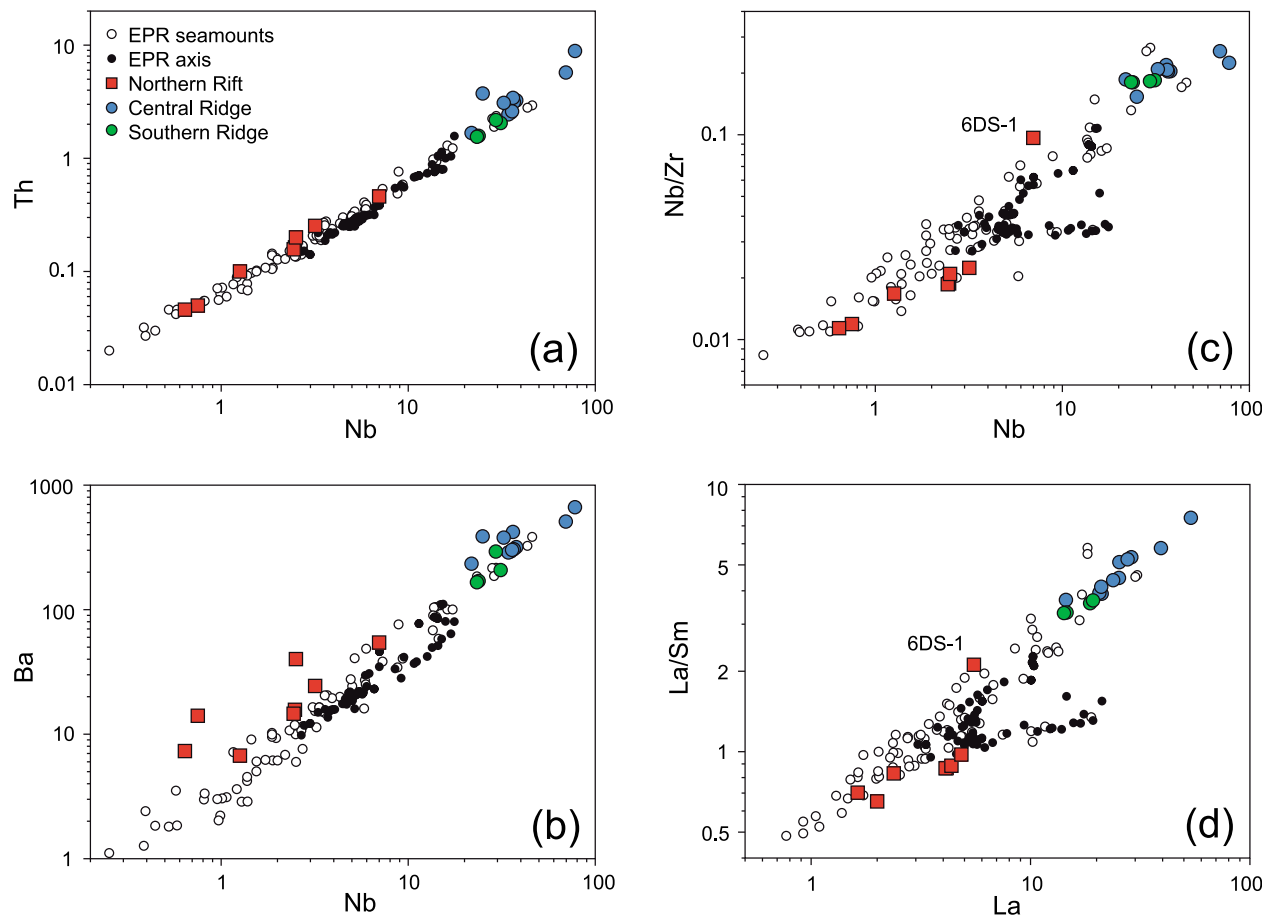 10
1
0.1
0.01
Th
EPR seamounts
EPR axis
Northern Rift
Central Ridge
Southern Ridge
(a)
1
10
100
Nb
0.1
0.01
Nb/Zr
6DS-1
(c)
1
10
100
Nb
1000
100
10
1
Ba
(b)
1
10
100
Nb
10
5
2
1
0.5
La/Sm
6DS-1
(d)
1
10
100
La